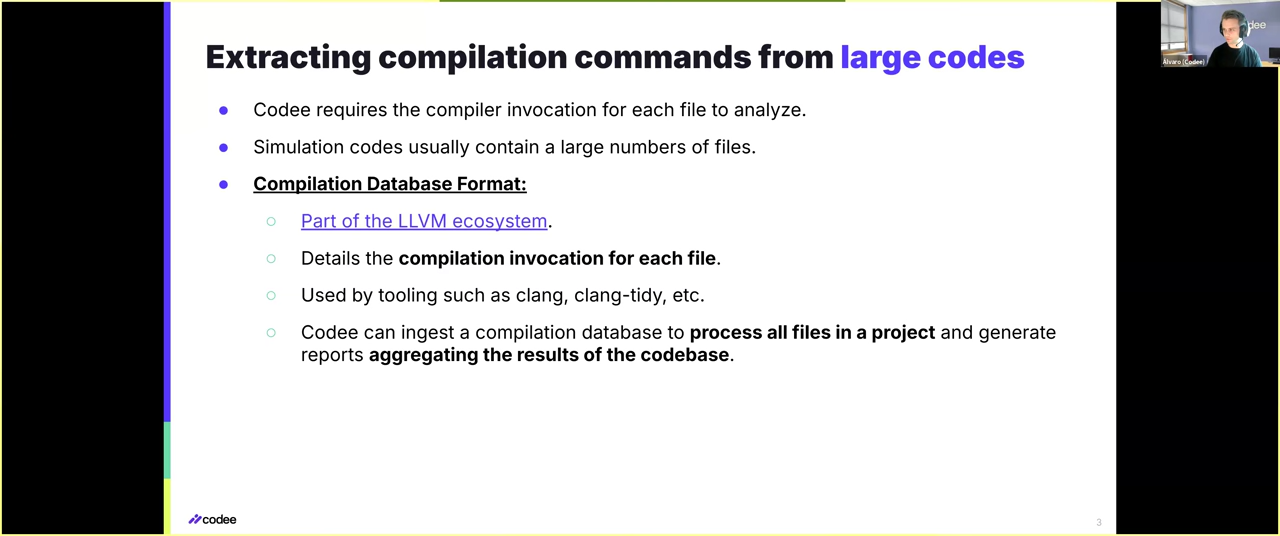 Extracting compilation commands from large codes
● Codee requires the compiler invocation for each file to analyze.
● Simulation codes usually contain a large numbers of files.
● Compilation Database Format:
○ Part of the LLVM ecosystem.
○ Details the compilation invocation for each file.
○ Used by tooling such as clang, clang-tidy, etc.
○ Codee can ingest a compilation database to process all files in a project and generate
reports aggregating the results of the codebase.
codee
3
dee
Álvaro (Codee)